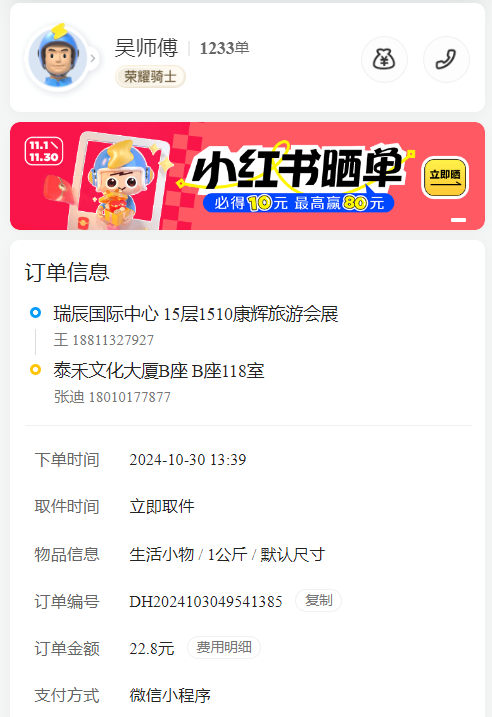 吴师傅 1233单
荣耀骑士
11.1
11.30
小红书晒单
立即晒
必得10元 最高赢80元
订单信息
瑞辰国际中心 15层1510康辉旅游会展
王 18811327927
泰禾文化大厦B座 B座118室
张迪 18010177877
下单时间 2024-10-30 13:39
取件时间 立即取件
物品信息 生活小物 / 1公斤 / 默认尺寸
订单编号 DH2024103049541385 复制
订单金额 22.8元 费用明细
支付方式 微信小程序